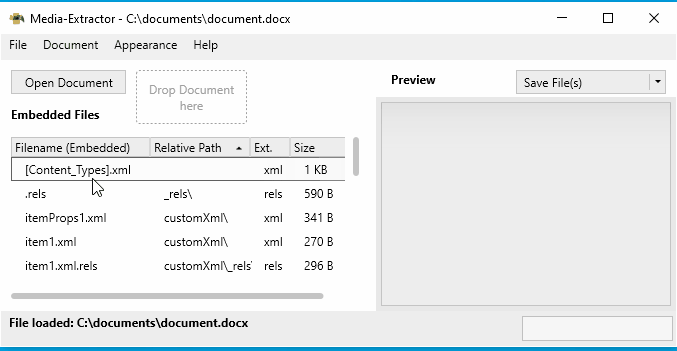 Media-Extractor - C:\documents\document.docx
File Document Appearance Help
Open Document
Drop Document
here
Preview
Save File(s)
Embedded Files
Filename (Embedded) Relative Path Ext. Size
[Content_Types].xml xml 1 KB
.rels _rels\ rels 590 B
itemProps1.xml customXml\ xml 341 B
item1.xml customXml\ xml 270 B
item1.xml.rels customXml\_rels\ rels 296 B
File loaded: C:\documents\document.docx